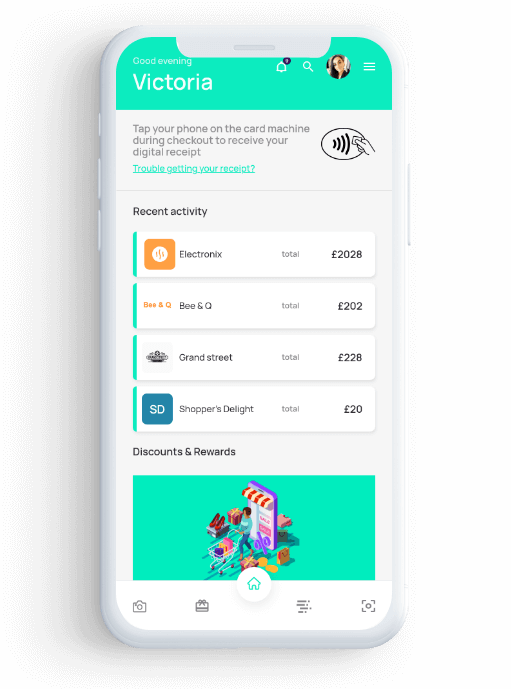 Good evening
Victoria
Tap your phone on the card machine
during checkout to receive your
digital receipt
Trouble getting your receipt?
Recent activity
Electronix total £2028
Bee & Q Bee & Q total £202
Grand street total £228
SD Shopper's Delight total £20
Discounts & Rewards